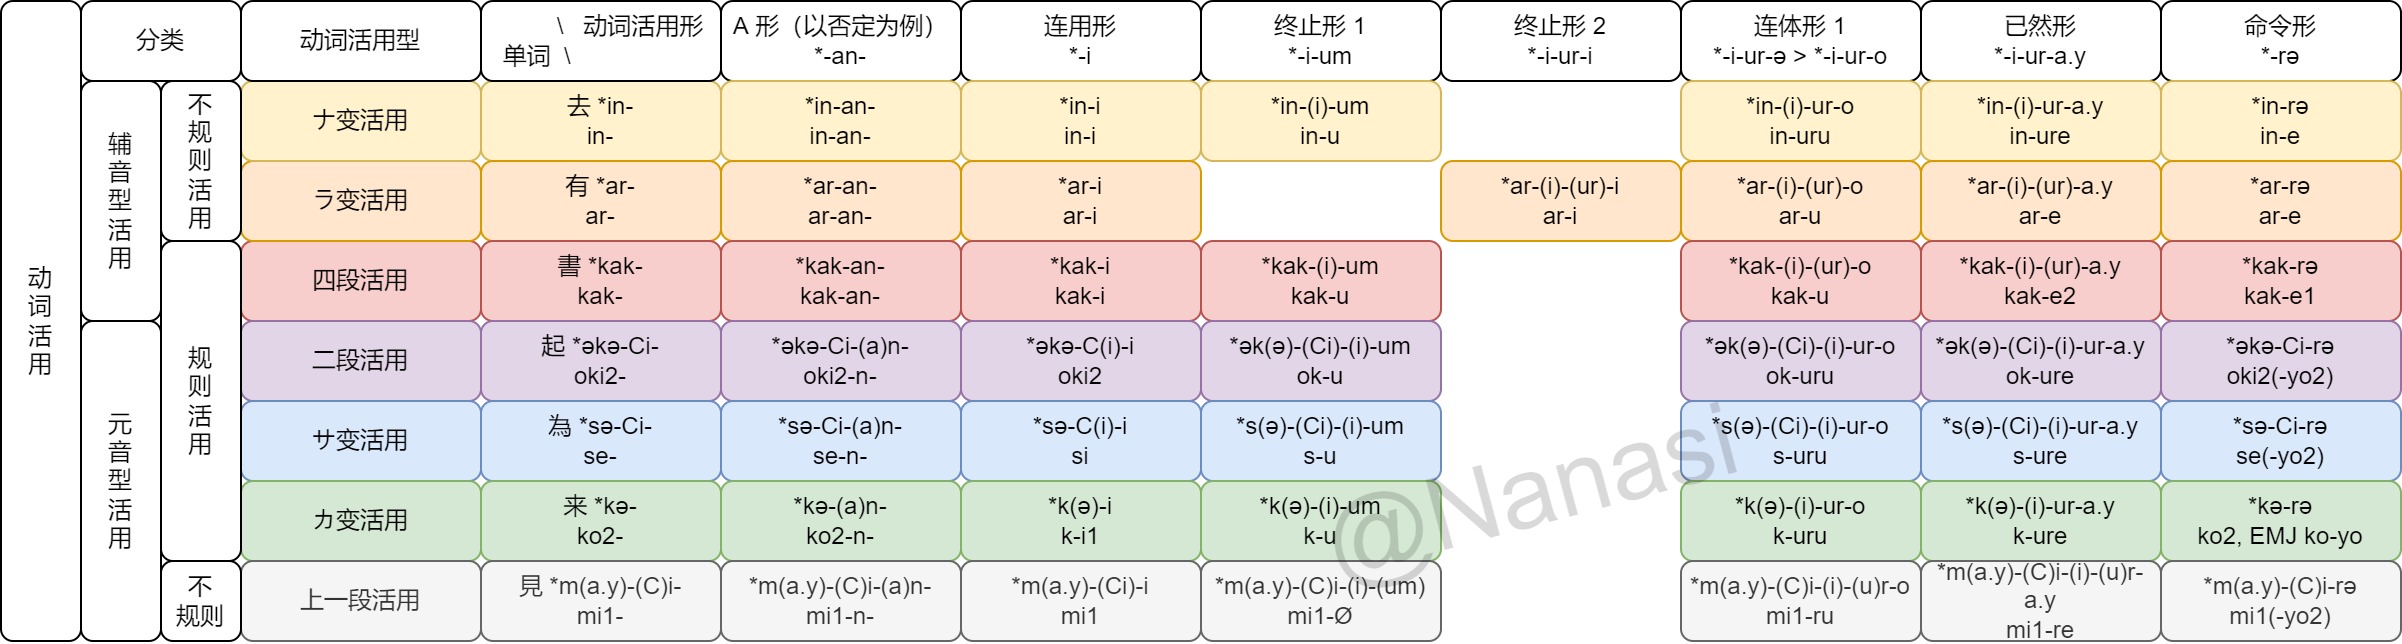 动词活用
分类
动词活用型
\ 动词活用形
单词 \
A 形（以否定为例）
*-an-
连用形
*-i
终止形 1
*-i-um
终止形 2
*-i-ur-i
连体形 1
*-i-ur-ə > *-i-ur-o
已然形
*-i-ur-a.y
命令形
*-rə
辅音型活用
不规则活用
ナ变活用
去 *in-
in-
*in-an-
in-an-
*in-i
in-i
*in-(i)-um
in-u
*in-(i)-ur-o
in-uru
*in-(i)-ur-a.y
in-ure
*in-rə
in-e
ラ变活用
有 *ar-
ar-
*ar-an-
ar-an-
*ar-i
ar-i
*ar-(i)-(ur)-i
ar-i
*ar-(i)-(ur)-o
ar-u
*ar-(i)-(ur)-a.y
ar-e
*ar-rə
ar-e
规则活用
四段活用
書 *kak-
kak-
*kak-an-
kak-an-
*kak-i
kak-i
*kak-(i)-um
kak-u
*kak-(i)-(ur)-o
kak-u
*kak-(i)-(ur)-a.y
kak-e2
*kak-rə
kak-e1
元音型活用
二段活用
起 *əkə-Ci-
oki2-
*əkə-Ci-(a)n-
oki2-n-
*əkə-C(i)-i
oki2
*ək(ə)-(Ci)-(i)-um
ok-u
*ək(ə)-(Ci)-(i)-ur-o
ok-uru
*ək(ə)-(Ci)-(i)-ur-a.y
ok-ure
*əkə-Ci-rə
oki2(-yo2)
サ变活用
為 *sə-Ci-
se-
*sə-Ci-(a)n-
se-n-
*sə-C(i)-i
si
*s(ə)-(Ci)-(i)-um
s-u
*s(ə)-(Ci)-(i)-ur-o
s-uru
*s(ə)-(Ci)-(i)-ur-a.y
s-ure
*sə-Ci-rə
se(-yo2)
カ变活用
来 *kə-
ko2-
*kə-(a)n-
ko2-n-
*k(ə)-i
k-i1
*k(ə)-(i)-um
k-u
*k(ə)-(i)-ur-o
k-uru
*k(ə)-(i)-ur-a.y
k-ure
*kə-rə
ko2, EMJ ko-yo
不
规则
上一段活用
見 *m(a.y)-(C)i-
mi1-
*m(a.y)-(C)i-(a)n-
mi1-n-
*m(a.y)-(Ci)-i
mi1
*m(a.y)-(C)i-(i)-(um)
mi1-Ø
*m(a.y)-(C)i-(i)-(u)r-o
mi1-ru
*m(a.y)-(C)i-(i)-(u)r-
a.y
mi1-re
*m(a.y)-(C)i-rə
mi1(-yo2)
@Nanasi